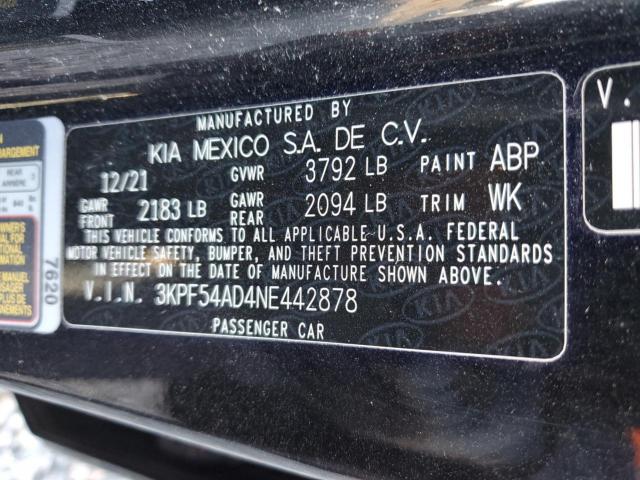 MANUFACTURED BY
KIA MEXICO S.A. DE C.V.
12/21 GVWR 3792 LB PAINT ABP
GAWR FRONT 2183 LB GAWR REAR 2094 LB TRIM WK
THIS VEHICLE CONFORMS TO ALL APPLICABLE U.S.A. FEDERAL
MOTOR VEHICLE SAFETY, BUMPER, AND THEFT PREVENTION STANDARDS
IN EFFECT ON THE DATE OF MANUFACTURE SHOWN ABOVE.
V.I.N. 3KPF54AD4NE442878
PASSENGER CAR
7620
V.